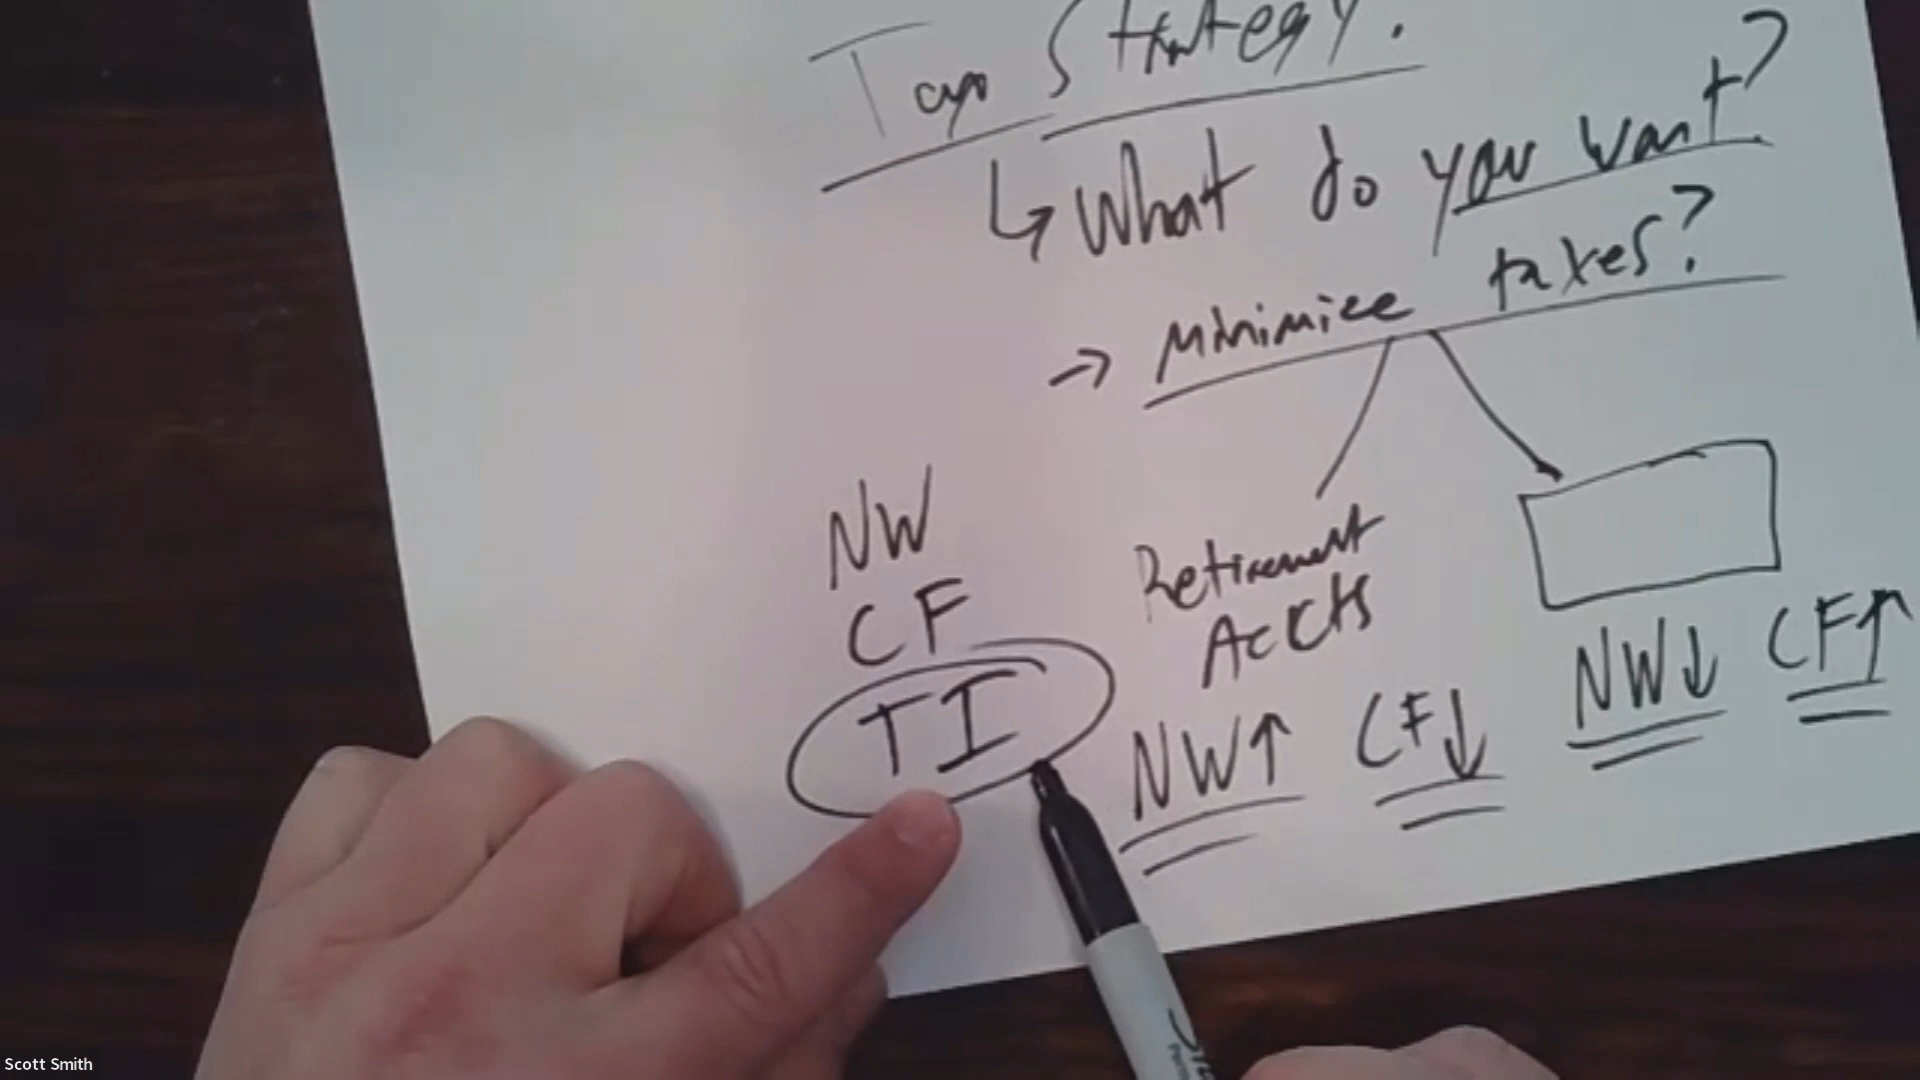 Tax Strategy.
↳ What do you want?
→ Minimize taxes?
NW
CF
TI
Retirement
Accts
NW↑ CF↓
NW↓ CF↑
Scott Smith